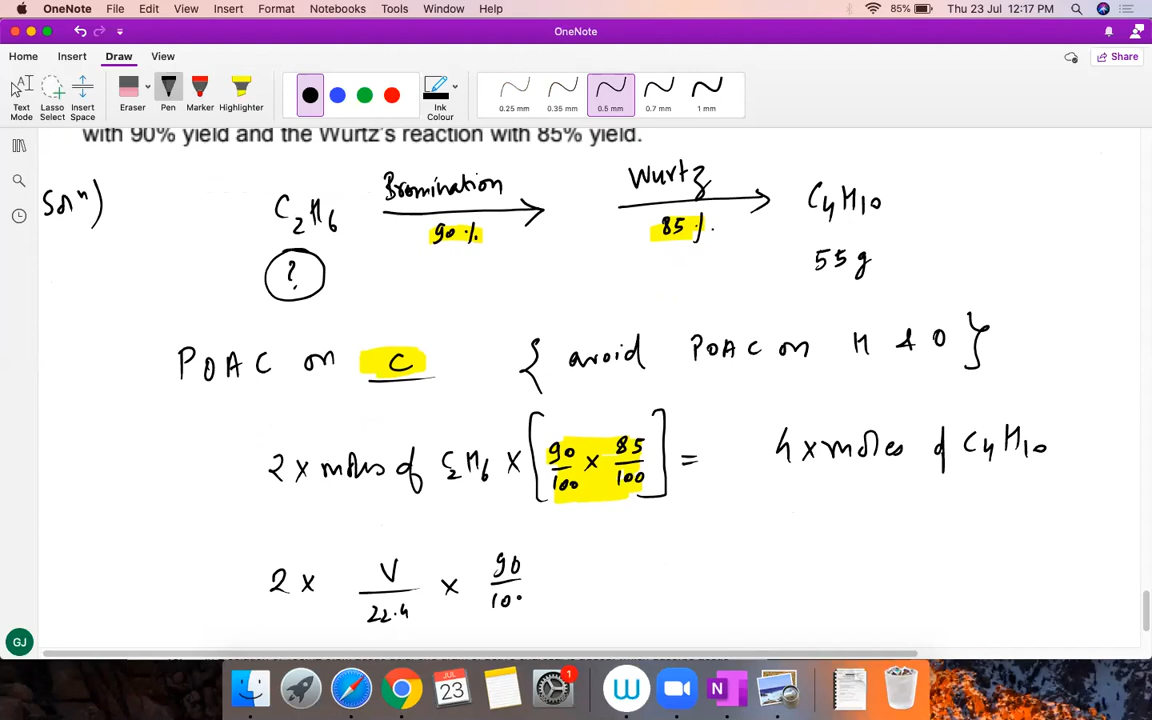 OneNote File Edit View Insert Format Notebooks Tools Window Help 85% Thu 23 Jul 12:17 PM
OneNote
Home Insert Draw View Share
Text Mode Lasso Select Insert Space Eraser Pen Marker Highlighter Ink Colour 0.25 mm 0.35 mm 0.5 mm 0.7 mm 1 mm
with 90% yield and the Wurtz's reaction with 85% yield.
Solⁿ) C₂H₆ Bromination 90% Wurtz 85% C₄H₁₀
? 55g
POAC on C { avoid POAC on H & O }
2 × moles of C₂H₆ × [90/100 × 85/100] = 4 × moles of C₄H₁₀
2 × V/22.4 × 90/100
GJ
JUL 23 1